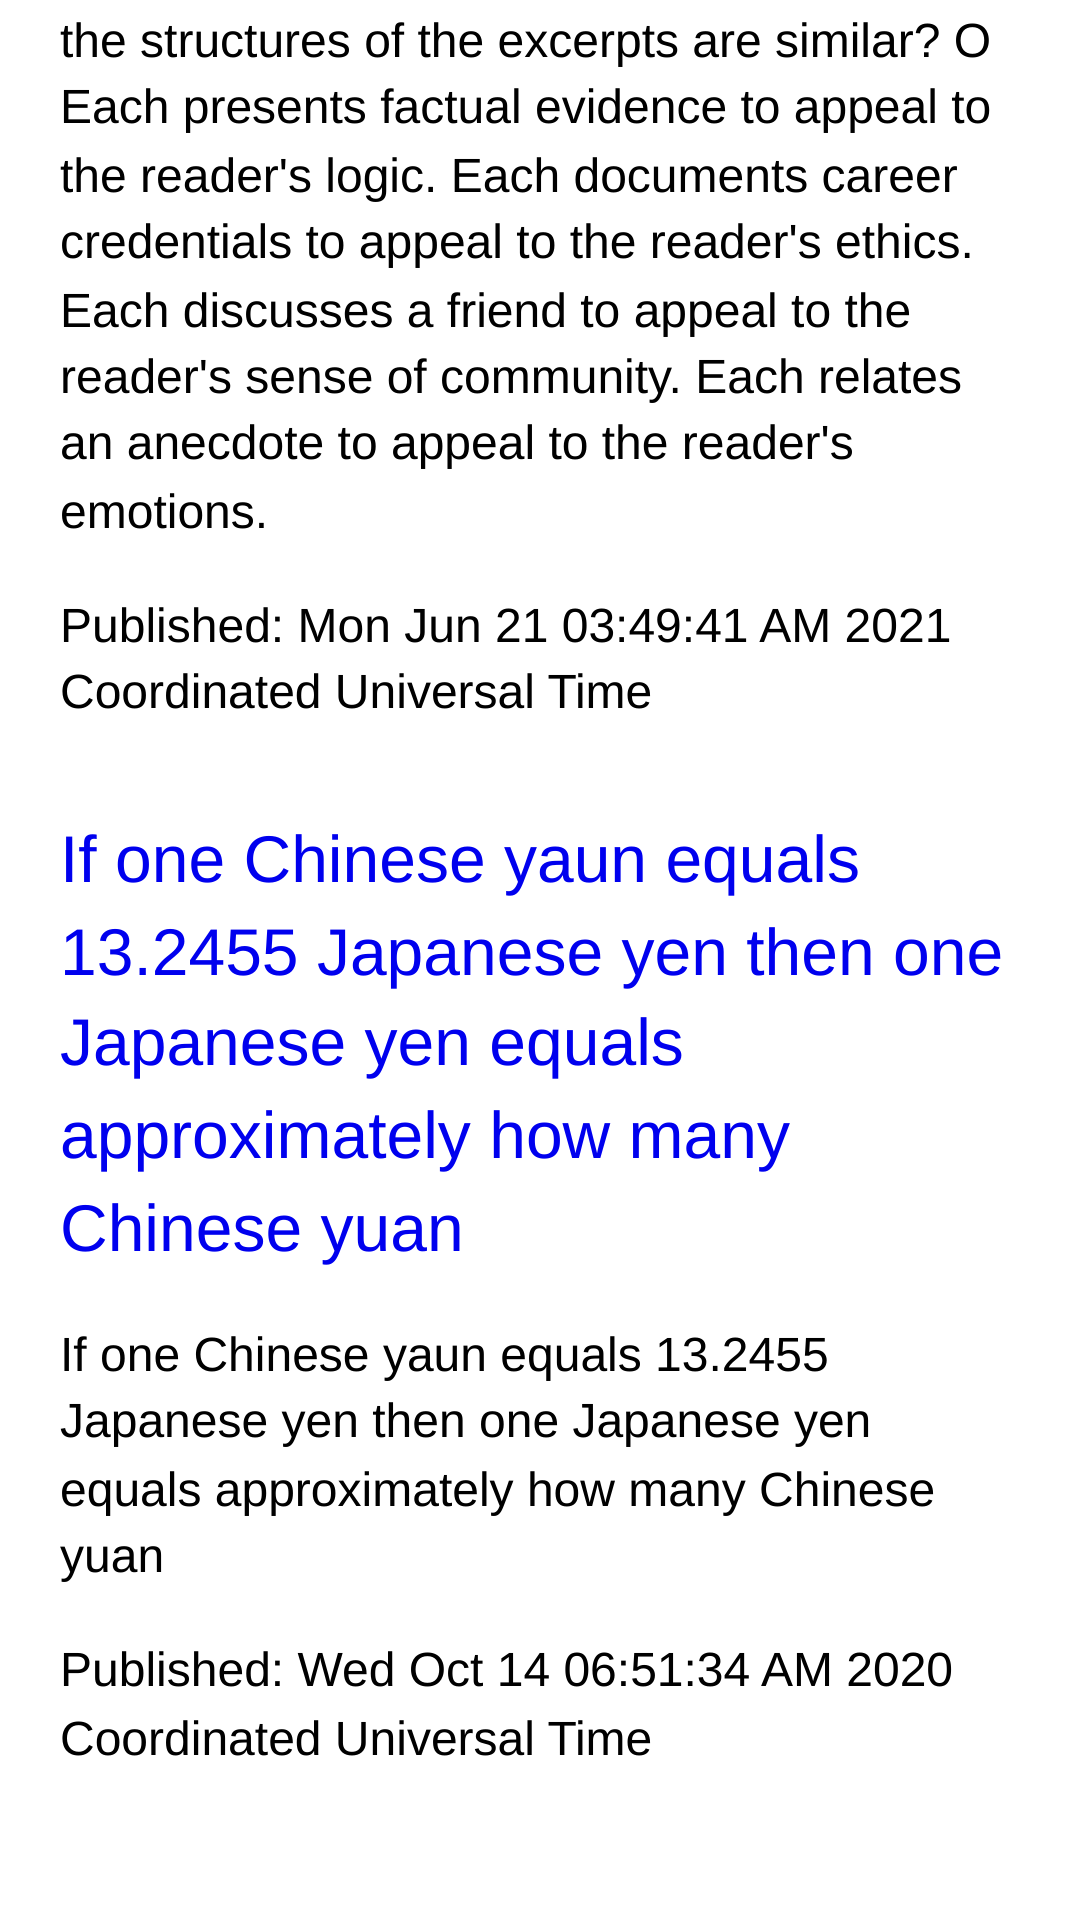 the structures of the excerpts are similar? O
Each presents factual evidence to appeal to
the reader's logic. Each documents career
credentials to appeal to the reader's ethics.
Each discusses a friend to appeal to the
reader's sense of community. Each relates
an anecdote to appeal to the reader's
emotions.
Published: Mon Jun 21 03:49:41 AM 2021
Coordinated Universal Time
If one Chinese yaun equals
13.2455 Japanese yen then one
Japanese yen equals
approximately how many
Chinese yuan
If one Chinese yaun equals 13.2455
Japanese yen then one Japanese yen
equals approximately how many Chinese
yuan
Published: Wed Oct 14 06:51:34 AM 2020
Coordinated Universal Time